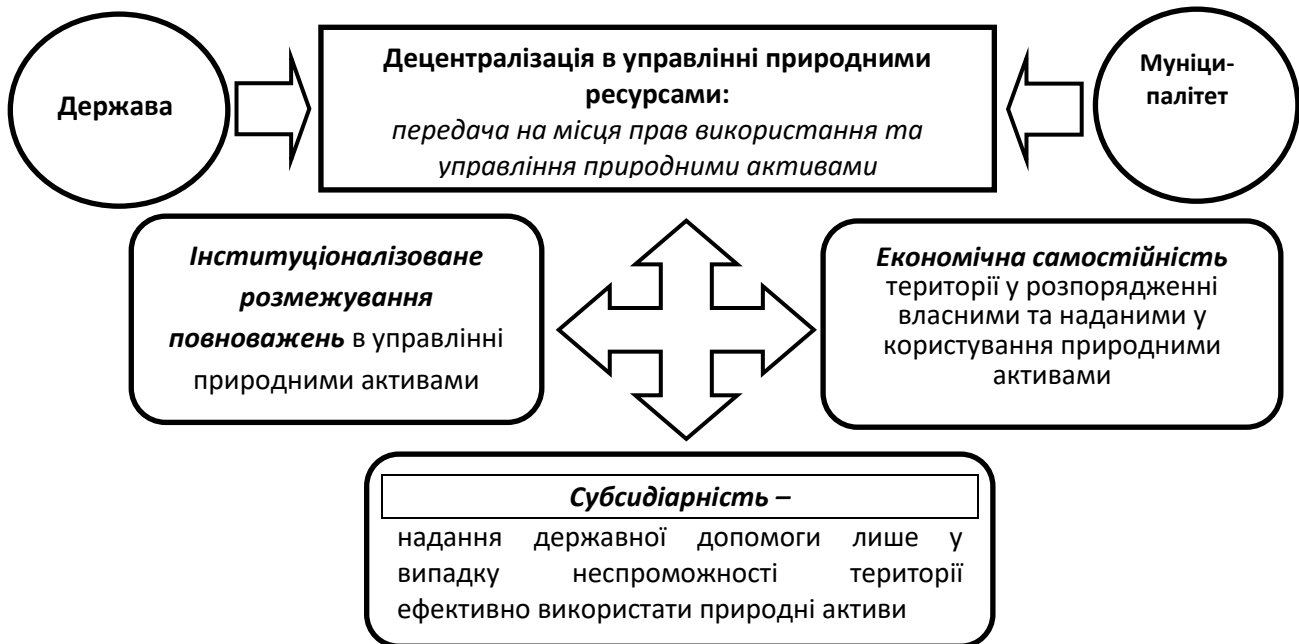 Держава
Децентралізація в управлінні природними
ресурсами:
передача на місця прав використання та
управління природними активами
Муніци-
палітет
Інституціоналізоване
розмежування
повноважень в управлінні
природними активами
Економічна самостійність
території у розпорядженні
власними та наданими у
користування природними
активами
Субсидіарність –
надання державної допомоги лише у
випадку неспроможності території
ефективно використати природні активи